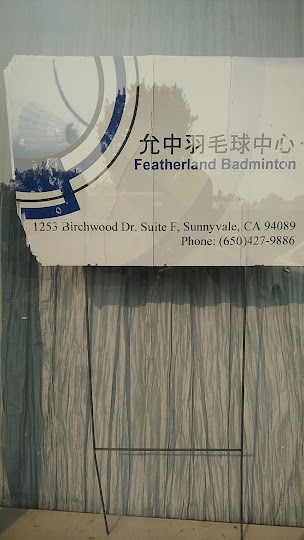 允中羽毛球中心
Featherland Badminton
1253 Birchwood Dr. Suite F, Sunnyvale, CA 94089
Phone: (650)427-9886